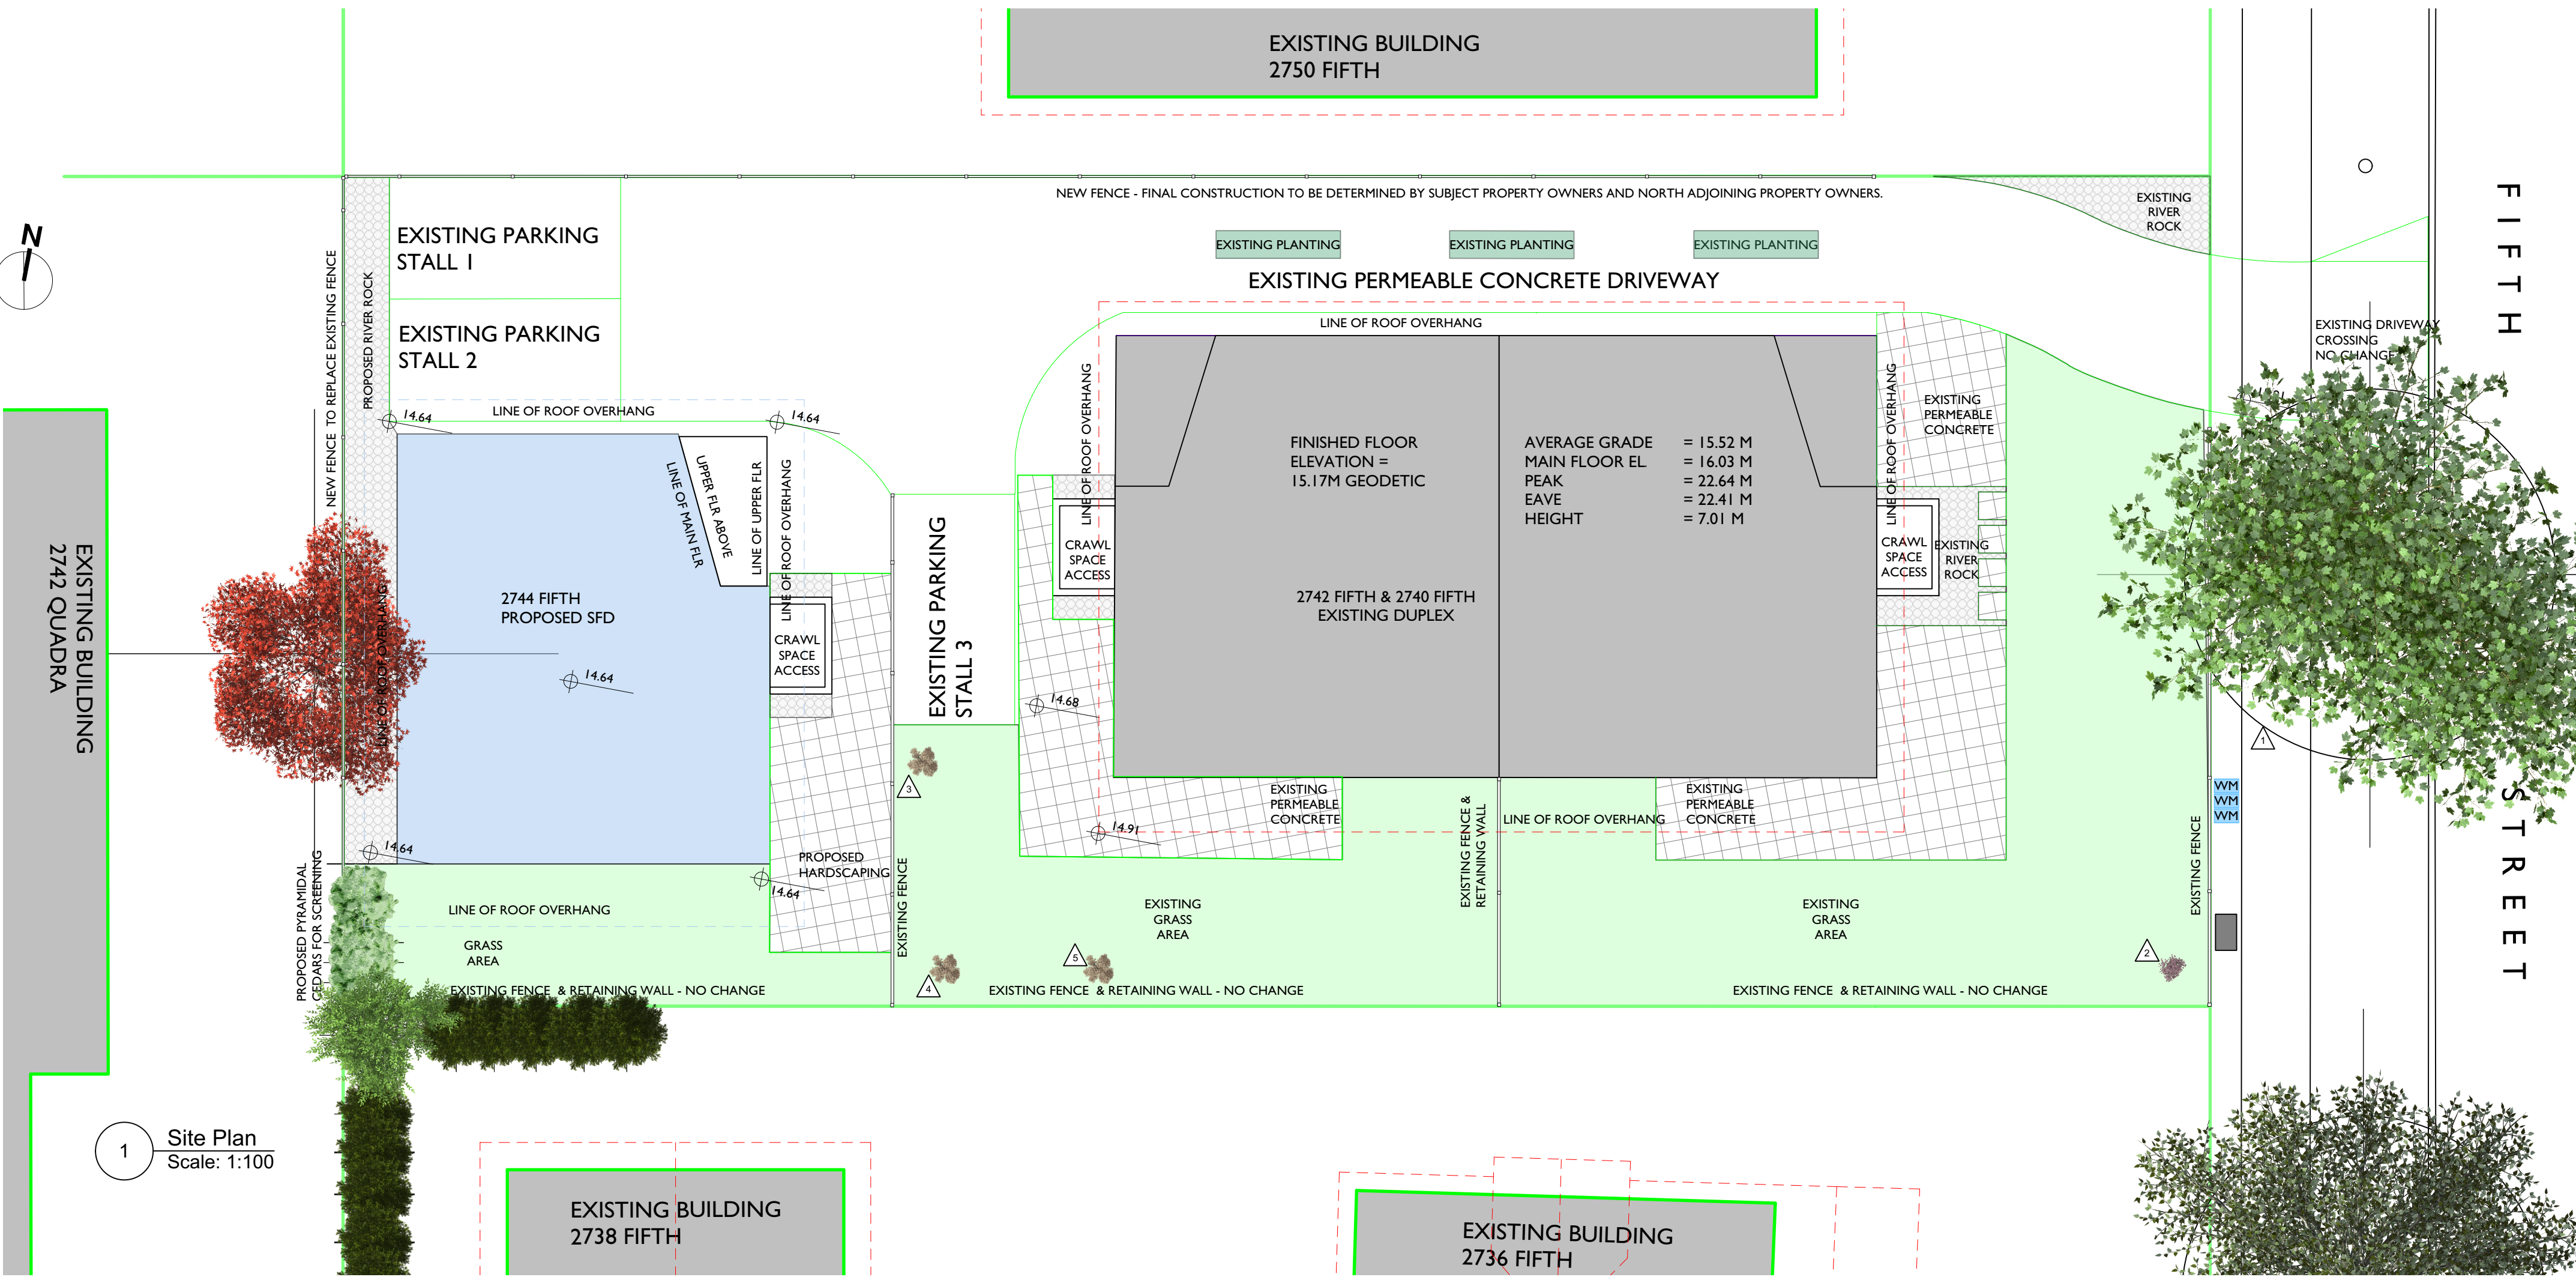 EXISTING BUILDING
2750 FIFTH
NEW FENCE - FINAL CONSTRUCTION TO BE DETERMINED BY SUBJECT PROPERTY OWNERS AND NORTH ADJOINING PROPERTY OWNERS.
EXISTING
RIVER
ROCK
FIFTH
STREET
N
EXISTING PARKING
STALL 1
EXISTING PARKING
STALL 2
NEW FENCE TO REPLACE EXISTING FENCE
PROPOSED RIVER ROCK
EXISTING PLANTING
EXISTING PLANTING
EXISTING PLANTING
EXISTING PERMEABLE CONCRETE DRIVEWAY
LINE OF ROOF OVERHANG
EXISTING DRIVEWAY
CROSSING
NO CHANGE
14.64
LINE OF ROOF OVERHANG
14.64
LINE OF MAIN FLR
UPPER FLR ABOVE
LINE OF UPPER FLR
LINE OF ROOF OVERHANG
LINE OF ROOF OVERHANG
2744 FIFTH
PROPOSED SFD
14.64
CRAWL
SPACE
ACCESS
EXISTING PARKING
STALL 3
LINE OF ROOF OVERHANG
CRAWL
SPACE
ACCESS
FINISHED FLOOR
ELEVATION =
15.17M GEODETIC
AVERAGE GRADE = 15.52 M
MAIN FLOOR EL = 16.03 M
PEAK = 22.64 M
EAVE = 22.41 M
HEIGHT = 7.01 M
2742 FIFTH & 2740 FIFTH
EXISTING DUPLEX
LINE OF ROOF OVERHANG
EXISTING
PERMEABLE
CONCRETE
CRAWL
SPACE
ACCESS
EXISTING
RIVER
ROCK
EXISTING BUILDING
2742 QUADRA
14.68
1
3
WM
WM
WM
EXISTING
PERMEABLE
CONCRETE
14.91
EXISTING FENCE &
RETAINING WALL
LINE OF ROOF OVERHANG
EXISTING
PERMEABLE
CONCRETE
14.64
PROPOSED
HARDSCAPING
14.64
EXISTING FENCE
EXISTING FENCE
PROPOSED PYRAMIDAL
CEDARS FOR SCREENING
LINE OF ROOF OVERHANG
GRASS
AREA
EXISTING
GRASS
AREA
EXISTING
GRASS
AREA
4
5
2
EXISTING FENCE & RETAINING WALL - NO CHANGE
EXISTING FENCE & RETAINING WALL - NO CHANGE
EXISTING FENCE & RETAINING WALL - NO CHANGE
1
Site Plan
Scale: 1:100
EXISTING BUILDING
2738 FIFTH
EXISTING BUILDING
2736 FIFTH